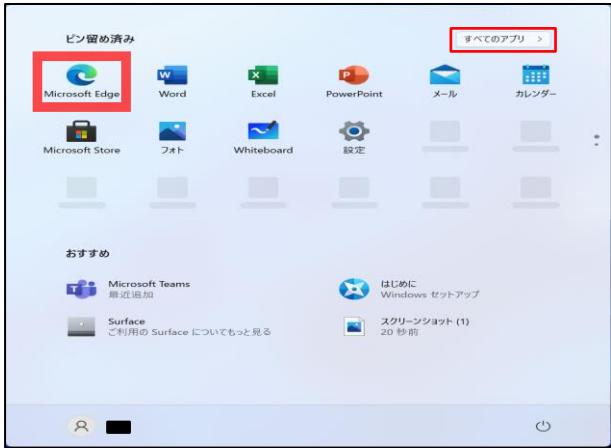 ピン留め済み
すべてのアプリ >
Microsoft Edge Word Excel PowerPoint メール カレンダー
Microsoft Store フォト Whiteboard 設定
おすすめ
Microsoft Teams
最近追加
はじめに
Windows セットアップ
Surface
ご利用の Surface についてもっと見る
スクリーンショット (1)
20 秒前